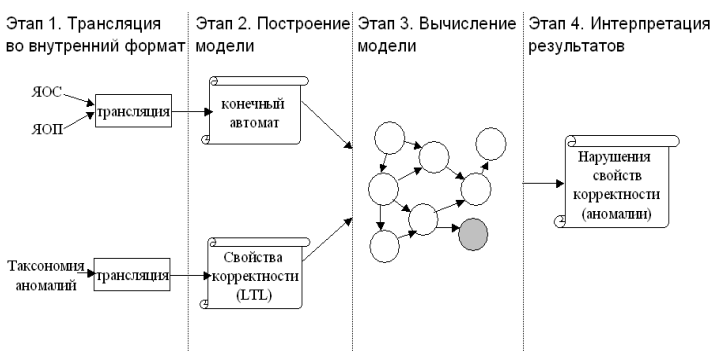 Этап 1. Трансляция
во внутренний формат
Этап 2. Построение
модели
Этап 3. Вычисление
модели
Этап 4. Интерпретация
результатов
ЯОС
ЯОП
трансляция
конечный
автомат
Таксономия
аномалий
трансляция
Свойства
корректности
(LTL)
Нарушения
свойств
корректности
(аномалии)